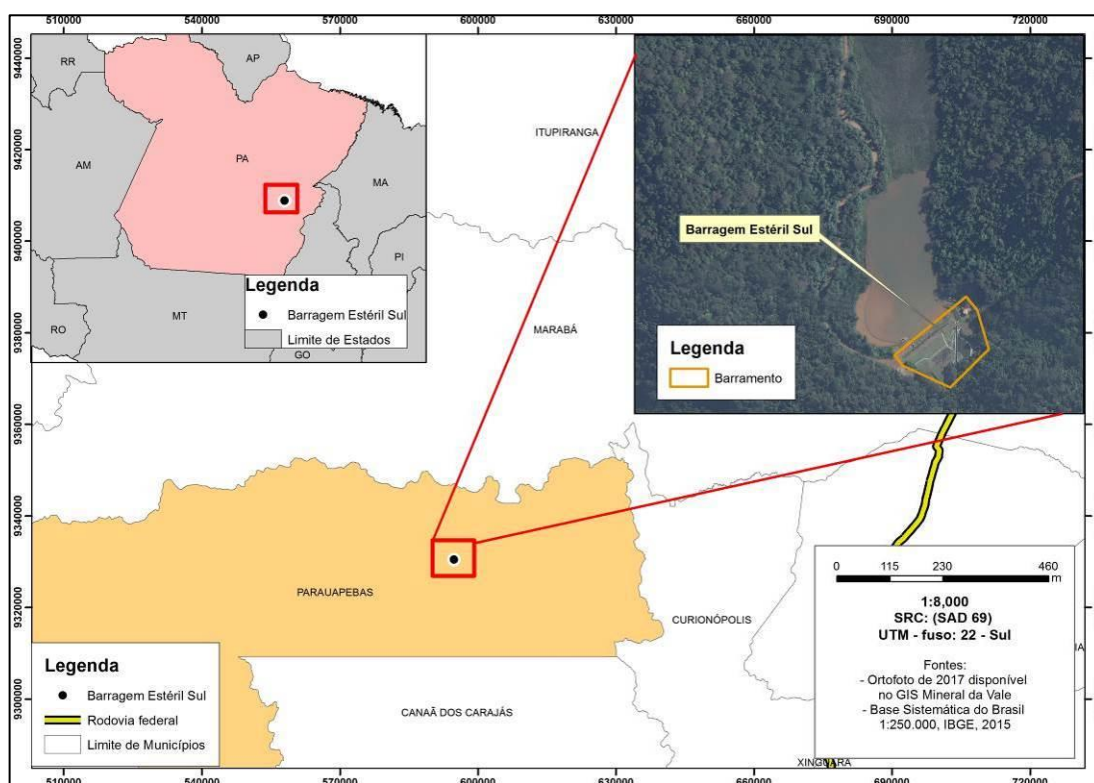 510000 540000 570000 600000 630000 660000 690000 720000
9440000
9420000
9400000
9380000
9360000
9340000
9320000
9300000
RR
AP
AM
PA
MA
PI
RO
MT
GO
Legenda
Barragem Estéril Sul
Limite de Estados
ITUPIRANGA
MARABÁ
Barragem Estéril Sul
Legenda
Barramento
PARAUAPEBAS
CURIONÓPOLIS
CANAÃ DOS CARAJÁS
XINGUARA
IA
Legenda
Barragem Estéril Sul
Rodovia federal
Limite de Municípios
0 115 230 460
m
1:8,000
SRC: (SAD 69)
UTM - fuso: 22 - Sul
Fontes:
- Ortofoto de 2017 disponível
no GIS Mineral da Vale
- Base Sistemática do Brasil
1:250.000, IBGE, 2015
510000 540000 570000 600000 630000 660000 690000 720000